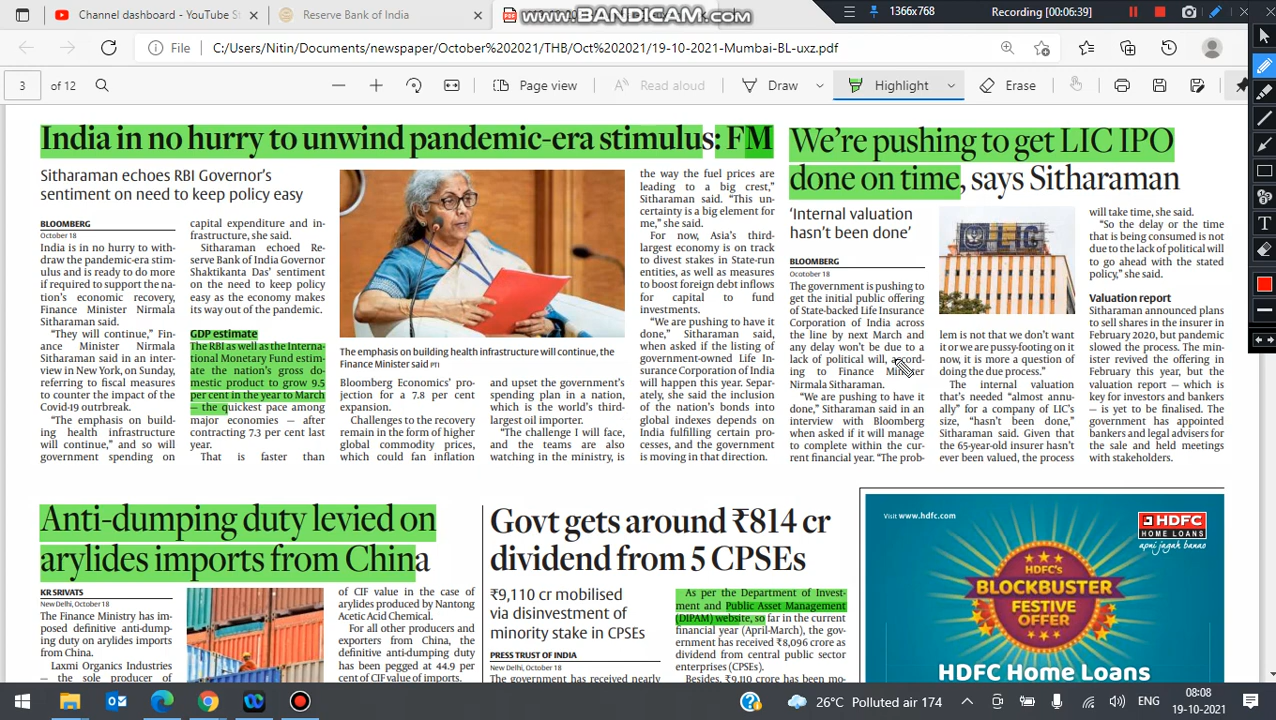 Channel dashboard - YouTube Studio
Reserve Bank of India
www.BANDICAM.com
1366x768
Recording [00:06:39]
File
C:/Users/Nitin/Documents/newspaper/October%202021/THB/Oct%202021/19-10-2021-Mumbai-BL-uxz.pdf
3
of 12
Page view
Read aloud
Draw
Highlight
Erase
India in no hurry to unwind pandemic-era stimulus: FM
Sitharaman echoes RBI Governor's
sentiment on need to keep policy easy
BLOOMBERG
October 18
India is in no hurry to with-
draw the pandemic-era stim-
ulus and is ready to do more
if required to support the na-
tion's economic recovery,
Finance Minister Nirmala
Sitharaman said.
"They will continue," Fin-
ance Minister Nirmala
Sitharaman said in an inter-
view in New York, on Sunday,
referring to fiscal measures
to counter the impact of the
Covid-19 outbreak.
"The emphasis on build-
ing health infrastructure
will continue," and so will
government spending on
capital expenditure and in-
frastructure, she said.
Sitharaman echoed Re-
serve Bank of India Governor
Shaktikanta Das' sentiment
on the need to keep policy
easy as the economy makes
its way out of the pandemic.
GDP estimate
The RBI as well as the Interna-
tional Monetary Fund estim-
ate the nation's gross do-
mestic product to grow 9.5
per cent in the year to March
— the quickest pace among
major economies — after
contracting 7.3 per cent last
year.
That is faster than
The emphasis on building health infrastructure will continue, the
Finance Minister said PTI
Bloomberg Economics' pro-
jection for a 7.8 per cent
expansion.
Challenges to the recovery
remain in the form of higher
global commodity prices,
which could fan inflation
and upset the government's
spending plan in a nation,
which is the world's third-
largest oil importer.
"The challenge I will face,
and the teams are also
watching in the ministry, is
the way the fuel prices are
leading to a big crest,"
Sitharaman said. "This un-
certainty is a big element for
me," she said.
For now, Asia's third-
largest economy is on track
to divest stakes in State-run
entities, as well as measures
to boost foreign debt inflows
for capital to fund
investments.
"We are pushing to have it
done," Sitharaman said,
when asked if the listing of
government-owned Life In-
surance Corporation of India
will happen this year. Separ-
ately, she said the inclusion
of the nation's bonds into
global indexes depends on
India fulfilling certain pro-
cesses, and the government
is moving in that direction.
We're pushing to get LIC IPO
done on time, says Sitharaman
'Internal valuation
hasn't been done'
BLOOMBERG
Ocotober 18
The government is pushing to
get the initial public offering
of State-backed Life Insurance
Corporation of India across
the line by next March and
any delay won't be due to a
lack of political will, accord-
ing to Finance Minister
Nirmala Sitharaman.
"We are pushing to have it
done," Sitharaman said in an
interview with Bloomberg
when asked if it will manage
to complete within the cur-
rent financial year. "The prob-
LIC
lem is not that we don't want
it or we are pussy-footing on it
now, it is more a question of
doing the due process."
The internal valuation
that's needed "almost annu-
ally" for a company of LIC's
size, "hasn't been done,"
Sitharaman said. Given that
the 65-year-old insurer hasn't
ever been valued, the process
will take time, she said.
"So the delay or the time
that is being consumed is not
due to the lack of political will
to go ahead with the stated
policy," she said.
Valuation report
Sitharaman announced plans
to sell shares in the insurer in
February 2020, but pandemic
slowed the process. The min-
ister revived the offering in
February this year, but the
valuation report — which is
key for investors and bankers
— is yet to be finalised. The
government has appointed
bankers and legal advisers for
the sale and held meetings
with stakeholders.
Anti-dumping duty levied on
arylides imports from China
KR SRIVATS
New Delhi, October 18
The Finance Ministry has im-
posed definitive anti-dump-
ing duty on arylides imports
from China.
Laxmi Organics Industries
— the sole producer of
of CIF value in the case of
arylides produced by Nantong
Acetic Acid Chemical.
For all other producers and
exporters from China, the
definitive anti-dumping duty
has been pegged at 44.9 per
cent of CIF value of imports.
Govt gets around ₹814 cr
dividend from 5 CPSEs
₹9,110 cr mobilised
via disinvestment of
minority stake in CPSEs
PRESS TRUST OF INDIA
New Delhi, October 18
The government has received nearly
As per the Department of Invest-
ment and Public Asset Management
(DIPAM) website, so far in the current
financial year (April-March), the gov-
ernment has received ₹8,096 crore as
dividend from central public sector
enterprises (CPSEs).
Besides, ₹9,110 crore has been mo-
Visit www.hdfc.com
HDFC
HOME LOANS
apni jagah banao
HDFC's
BLOCKBUSTER
FESTIVE
OFFER
HDFC Home Loans
26°C Polluted air 174
ENG
08:08
19-10-2021